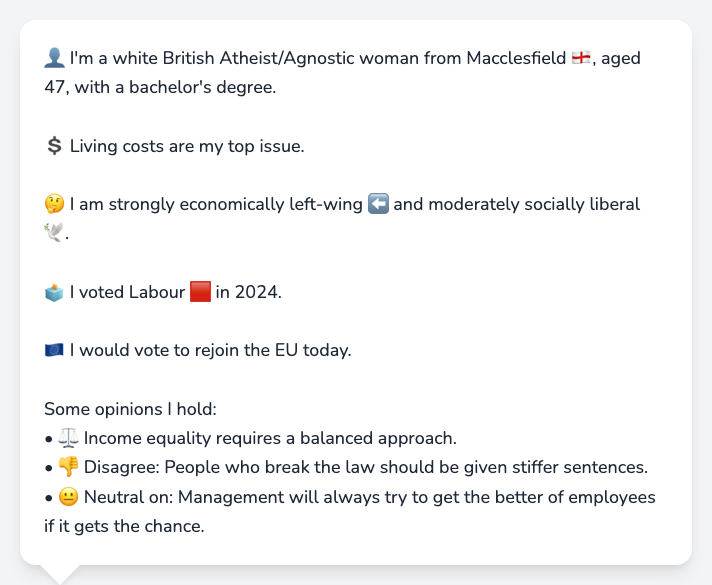 👤 I'm a white British Atheist/Agnostic woman from Macclesfield 🏴󠁧󠁢󠁥󠁮󠁧󠁿, aged
47, with a bachelor's degree.
💲 Living costs are my top issue.
🤔 I am strongly economically left-wing ⬅️ and moderately socially liberal
🕊️.
🗳️ I voted Labour 🟥 in 2024.
🇪🇺 I would vote to rejoin the EU today.
Some opinions I hold:
• ⚖️ Income equality requires a balanced approach.
• 👎 Disagree: People who break the law should be given stiffer sentences.
• 😐 Neutral on: Management will always try to get the better of employees
if it gets the chance.